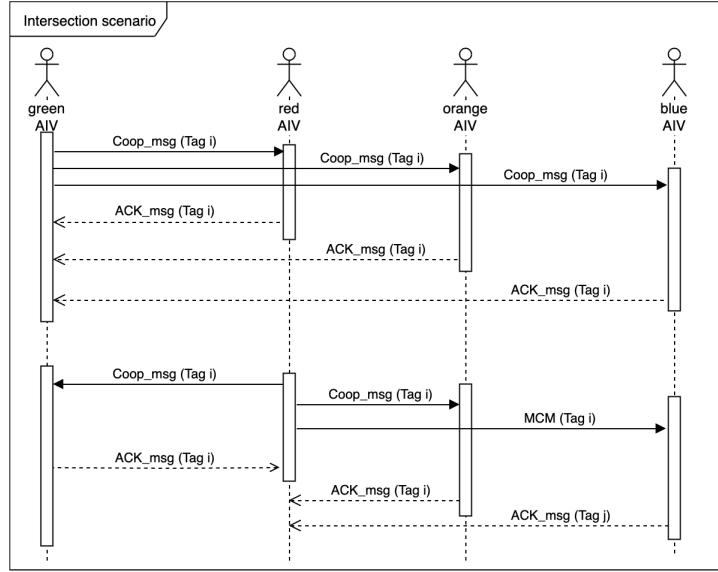 Intersection scenario
green
AIV
red
AIV
orange
AIV
blue
AIV
Coop_msg (Tag i)
Coop_msg (Tag i)
Coop_msg (Tag i)
ACK_msg (Tag i)
ACK_msg (Tag i)
ACK_msg (Tag i)
Coop_msg (Tag i)
Coop_msg (Tag i)
MCM (Tag i)
ACK_msg (Tag i)
ACK_msg (Tag i)
ACK_msg (Tag j)